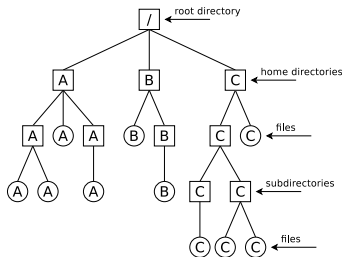 / root directory
A B C home directories
A A A B B C C files
A A A B C C subdirectories
C C C files